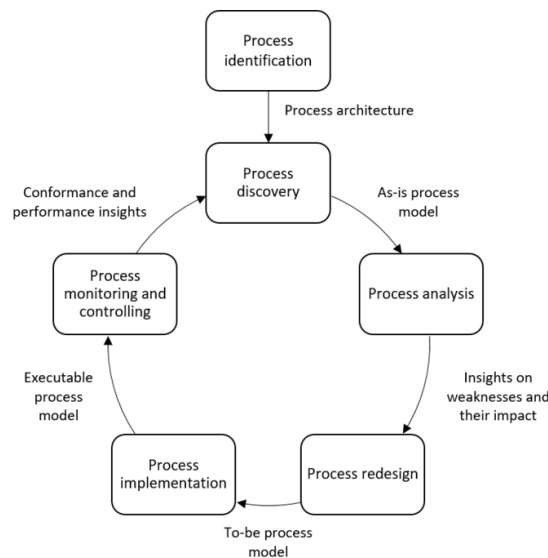 Process
identification
Process architecture
Process
discovery
As-is process
model
Process analysis
Insights on
weaknesses and
their impact
Process redesign
To-be process
model
Process
implementation
Executable
process
model
Process
monitoring and
controlling
Conformance and
performance insights